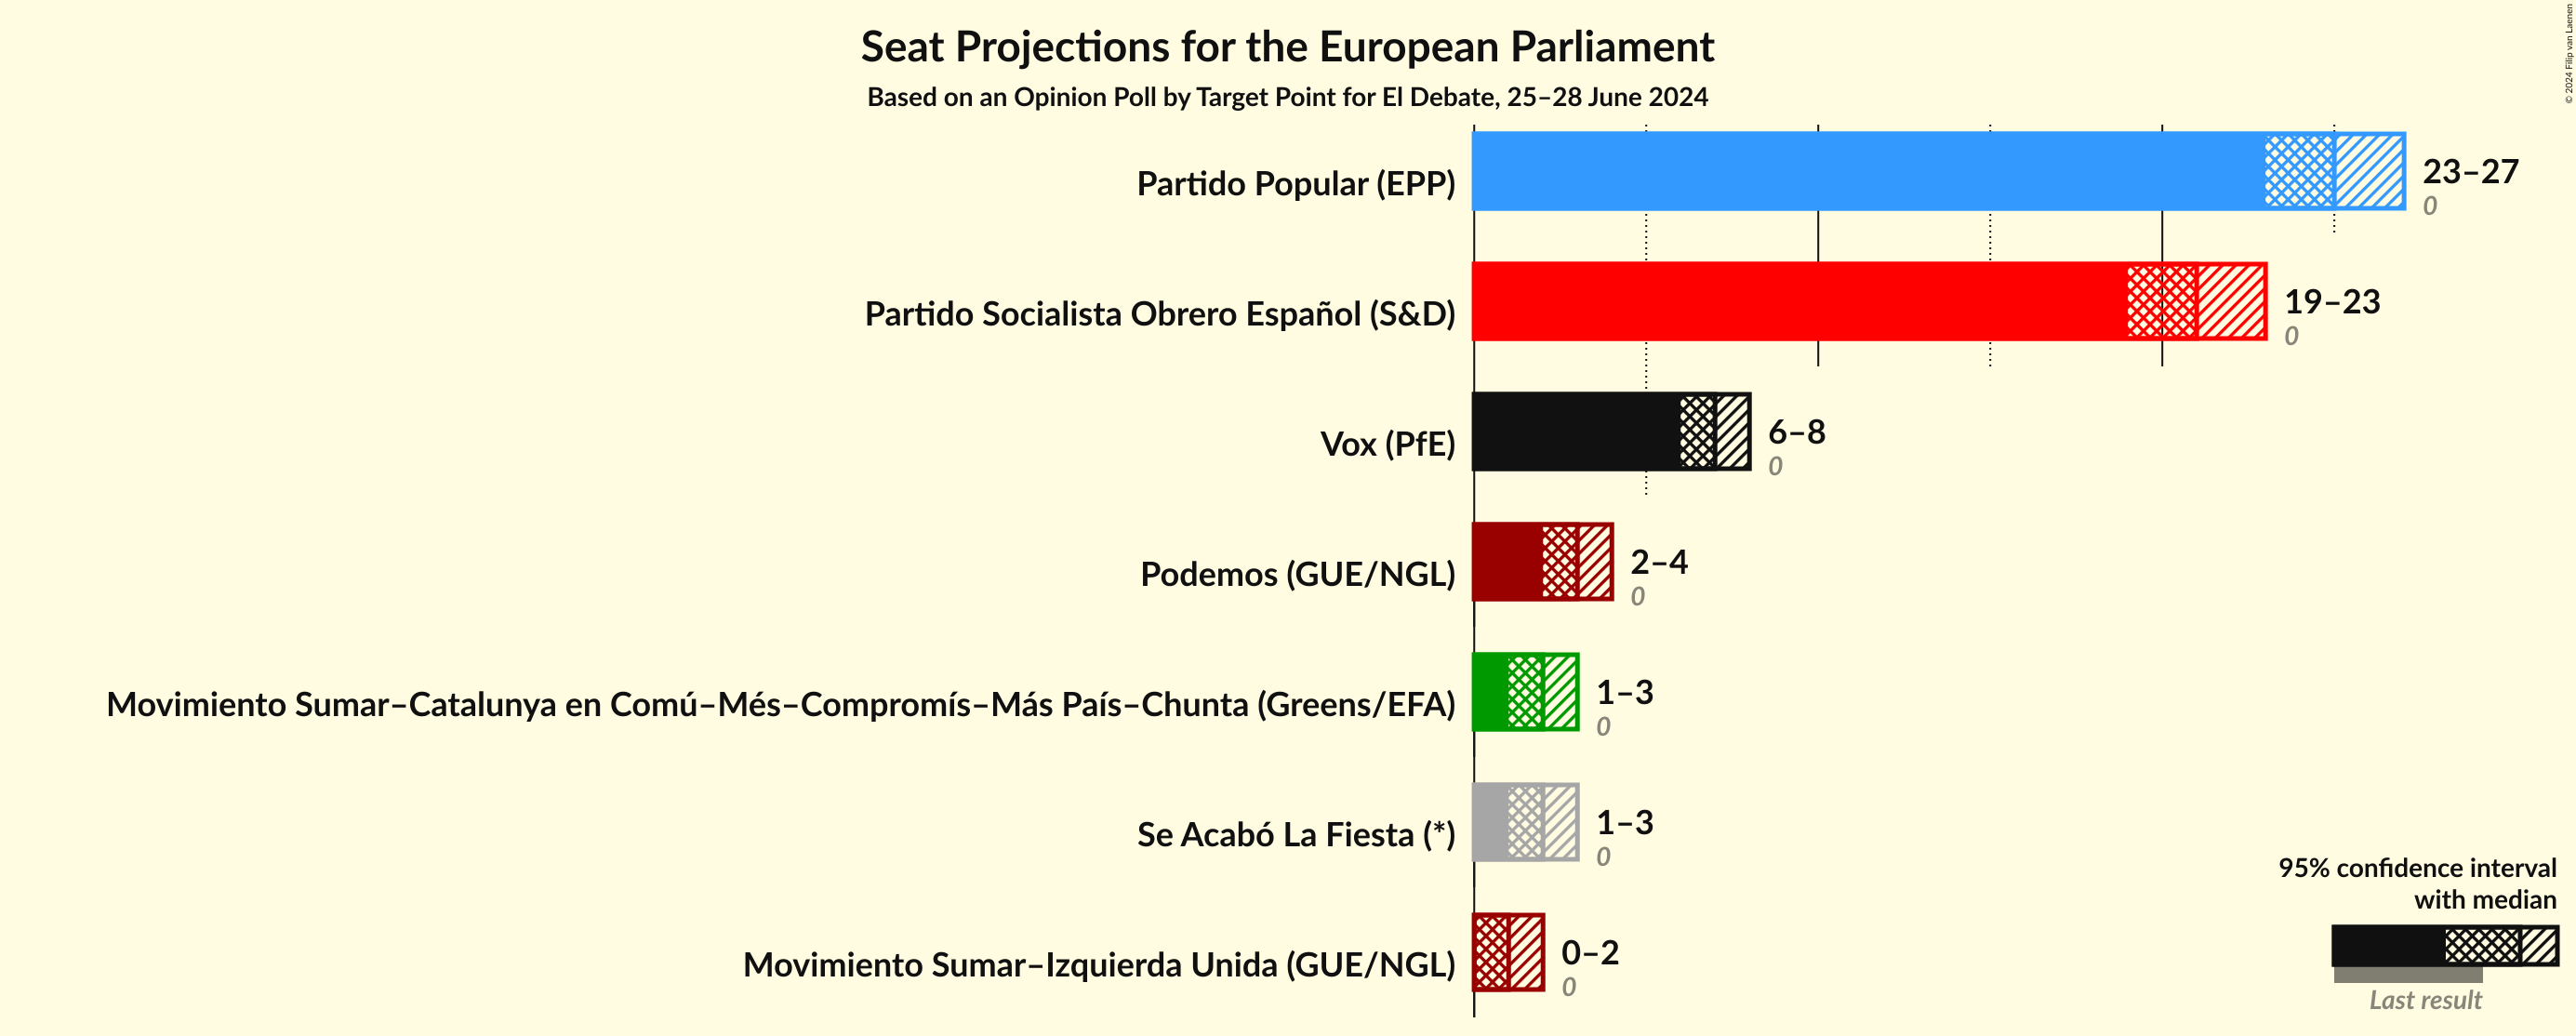 Seat Projections for the European Parliament
Based on an Opinion Poll by Target Point for El Debate, 25–28 June 2024
© 2024 Filip van Laenen
Partido Popular (EPP)
23–27
0
Partido Socialista Obrero Español (S&D)
19–23
0
Vox (PfE)
6–8
0
Podemos (GUE/NGL)
2–4
0
Movimiento Sumar–Catalunya en Comú–Més–Compromís–Más País–Chunta (Greens/EFA)
1–3
0
Se Acabó La Fiesta (*)
1–3
0
Movimiento Sumar–Izquierda Unida (GUE/NGL)
0–2
0
95% confidence interval
with median
Last result